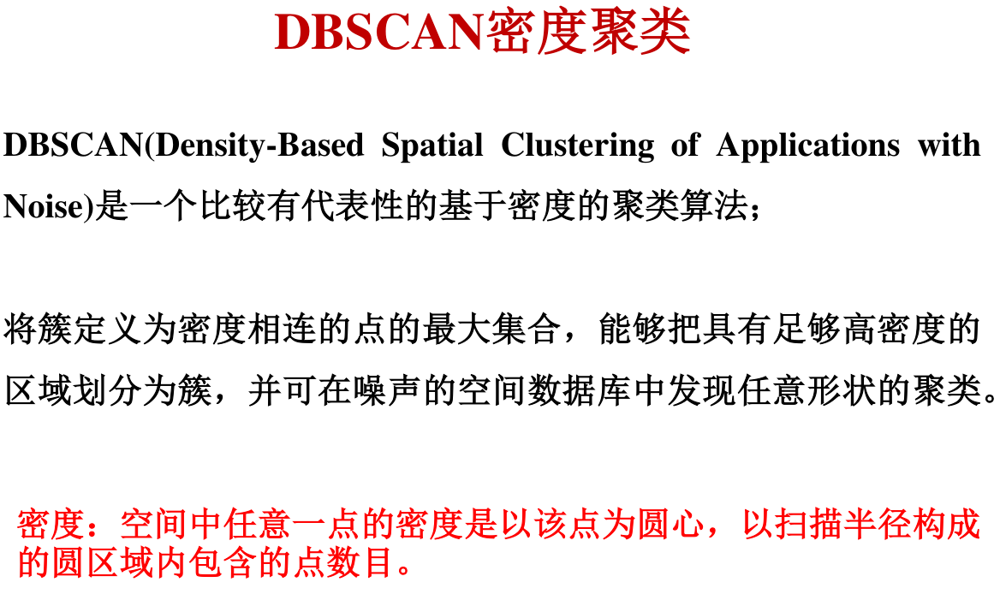 DBSCAN密度聚类
DBSCAN(Density-Based Spatial Clustering of Applications with
Noise)是一个比较有代表性的基于密度的聚类算法；
将簇定义为密度相连的点的最大集合，能够把具有足够高密度的
区域划分为簇，并可在噪声的空间数据库中发现任意形状的聚类。
密度：空间中任意一点的密度是以该点为圆心，以扫描半径构成
的圆区域内包含的点数目。